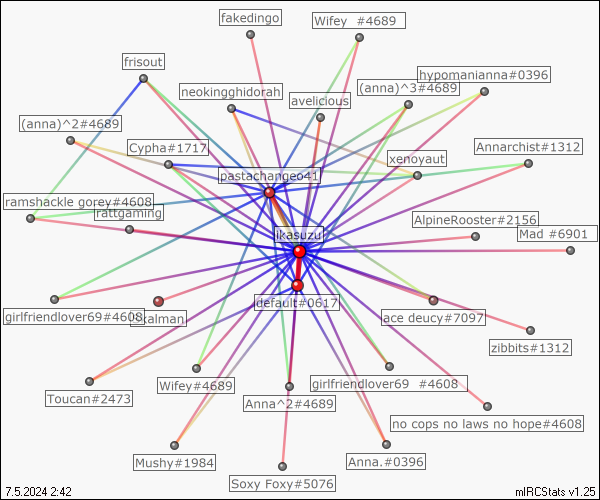 fakedingo
Wifey  #4689
frisout
hypomanianna#0396
neokingghidorah
(anna)^3#4689
avelicious
(anna)^2#4689
Cypha#1717
Annarchist#1312
xenoyaut
pastachangeo41
ramshackle gorey#4608
rattgaming
AlpineRooster#2156
Mad #6901
ikasuzu
default#0617
girlfriendlover69#4608
kalman
ace deucy#7097
zibbits#1312
Wifey#4689
girlfriendlover69  #4608
Toucan#2473
Anna^2#4689
no cops no laws no hope#4608
Mushy#1984
Anna.#0396
Soxy Foxy#5076
7.5.2024 2:42
mIRCStats v1.25